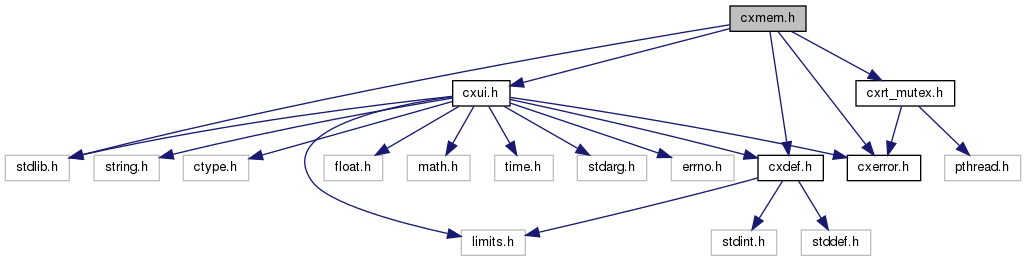 cxmem.h
cxui.h
cxrt_mutex.h
stdlib.h
string.h
ctype.h
float.h
math.h
time.h
stdarg.h
errno.h
cxdef.h
cxerror.h
pthread.h
limits.h
stdint.h
stddef.h